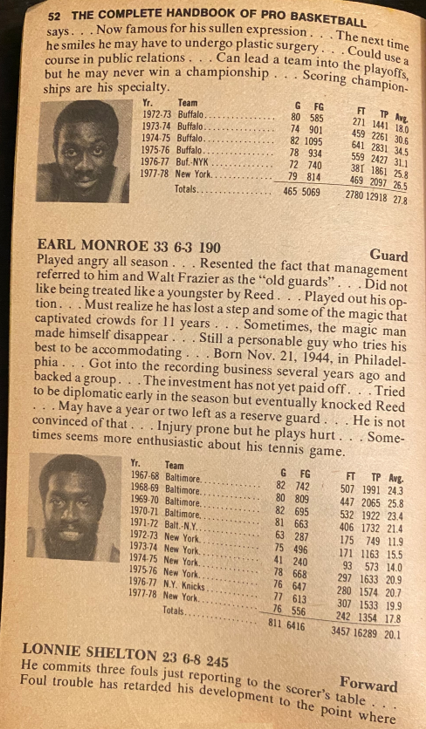 52 THE COMPLETE HANDBOOK OF PRO BASKETBALL
says . . . Now famous for his sullen expression . . . The next time
he smiles he may have to undergo plastic surgery . . . Could use a
course in public relations . . . Can lead a team into the playoffs,
but he may never win a championship . . . Scoring champion-
ships are his specialty.
Yr. Team G FG FT TP Avg.
1972-73 Buffalo 80 585 271 1441 18.0
1973-74 Buffalo 74 901 459 2261 30.6
1974-75 Buffalo 82 1095 641 2831 34.5
1975-76 Buffalo 78 934 559 2427 31.1
1976-77 Buf.-NYK 72 740 381 1861 25.8
1977-78 New York 79 814 469 2097 26.5
Totals 465 5069 2780 12918 27.8
EARL MONROE 33 6-3 190 Guard
Played angry all season . . . Resented the fact that management
referred to him and Walt Frazier as the "old guards" . . . Did not
like being treated like a youngster by Reed . . . Played out his op-
tion . . . Must realize he has lost a step and some of the magic that
captivated crowds for 11 years . . . Sometimes, the magic man
made himself disappear . . . Still a personable guy who tries his
best to be accommodating . . . Born Nov. 21, 1944, in Philadel-
phia . . . Got into the recording business several years ago and
backed a group . . . The investment has not yet paid off . . . Tried
to be diplomatic early in the season but eventually knocked Reed
. . . May have a year or two left as a reserve guard . . . He is not
convinced of that . . . Injury prone but he plays hurt . . . Some-
times seems more enthusiastic about his tennis game.
Yr. Team G FG FT TP Avg.
1967-68 Baltimore 82 742 507 1991 24.3
1968-69 Baltimore 80 809 447 2065 25.8
1969-70 Baltimore 82 695 532 1922 23.4
1970-71 Baltimore 81 663 406 1732 21.4
1971-72 Balt.-N.Y. 63 287 175 749 11.9
1972-73 New York 75 496 171 1163 15.5
1973-74 New York 41 240 93 573 14.0
1974-75 New York 78 668 297 1633 20.9
1975-76 New York 76 647 280 1574 20.7
1976-77 N.Y. Knicks 77 613 307 1533 19.9
1977-78 New York 76 556 242 1354 17.8
Totals 811 6416 3457 16289 20.1
LONNIE SHELTON 23 6-8 245 Forward
He commits three fouls just reporting to the scorer's table . . .
Foul trouble has retarded his development to the point where